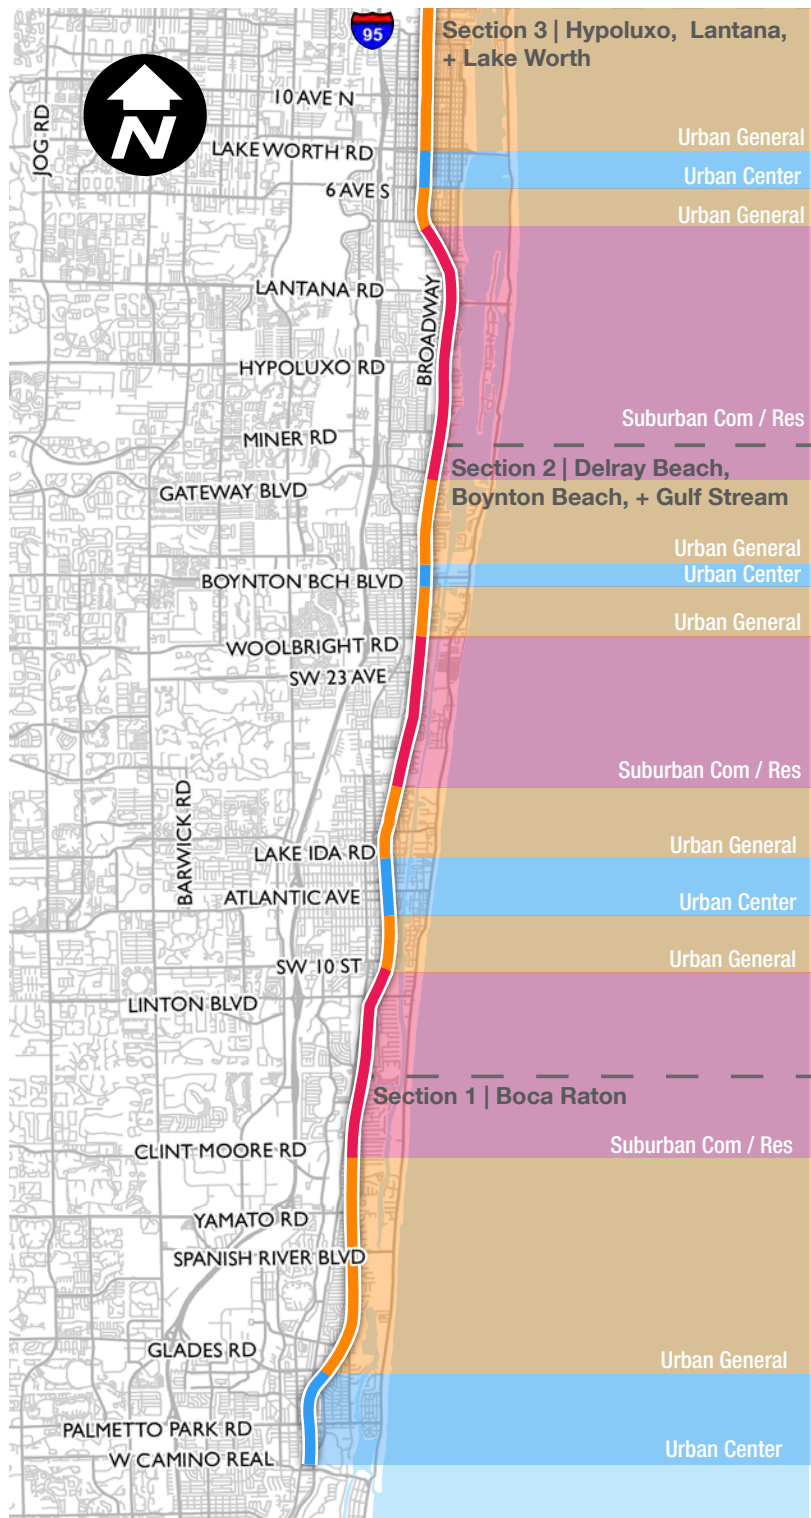 95
Section 3 | Hypoluxo, Lantana,
+ Lake Worth
10 AVE N
JOG RD
N
Urban General
LAKE WORTH RD
Urban Center
6 AVE S
Urban General
LANTANA RD
BROADWAY
HYPOLUXO RD
Suburban Com / Res
MINER RD
Section 2 | Delray Beach,
Boynton Beach, + Gulf Stream
GATEWAY BLVD
Urban General
Urban Center
BOYNTON BCH BLVD
Urban General
WOOLBRIGHT RD
SW 23 AVE
Suburban Com / Res
BARWICK RD
Urban General
LAKE IDA RD
ATLANTIC AVE
Urban Center
Urban General
SW 10 ST
LINTON BLVD
Section 1 | Boca Raton
Suburban Com / Res
CLINT MOORE RD
YAMATO RD
SPANISH RIVER BLVD
GLADES RD
Urban General
PALMETTO PARK RD
Urban Center
W CAMINO REAL